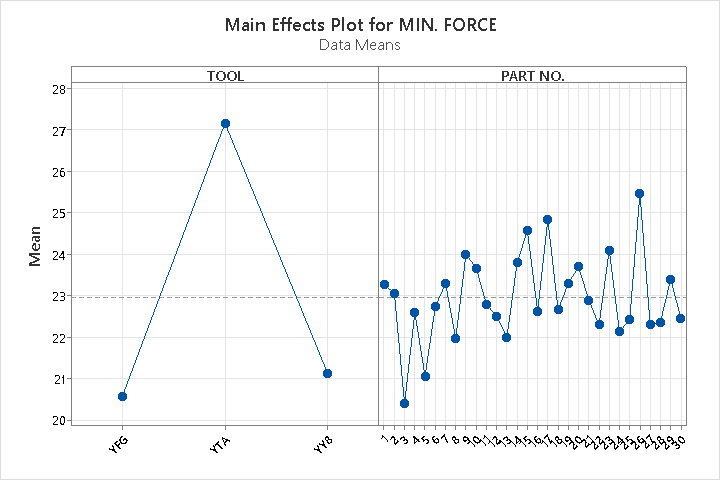 Main Effects Plot for MIN. FORCE
Data Means
TOOL PART NO.
28
27
26
25
24
23
22
21
20
Mean
YFG YTA YY8 1 2 3 4 5 6 7 8 9 10 11 12 13 14 15 16 17 18 19 20 21 22 23 24 25 26 27 28 29 30